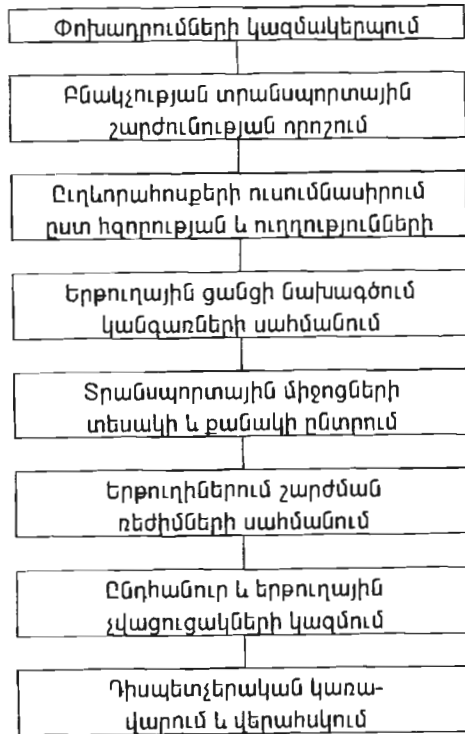 Փոխադրումների կազմակերպում
Բնակչության տրանսպորտային
շարժունության որոշում
Ուղևորահոսքերի ուսումնասիրում
ըստ հզորության և ուղղությունների
Երթուղային ցանցի նախագծում
կանգառների սահմանում
Տրանսպորտային միջոցների
տեսակի և քանակի ընտրում
Երթուղիներում շարժման
ռեժիմների սահմանում
Ընդհանուր և երթուղային
չվացուցակների կազմում
Դիսպետչերական կառա-
վարում և վերահսկում